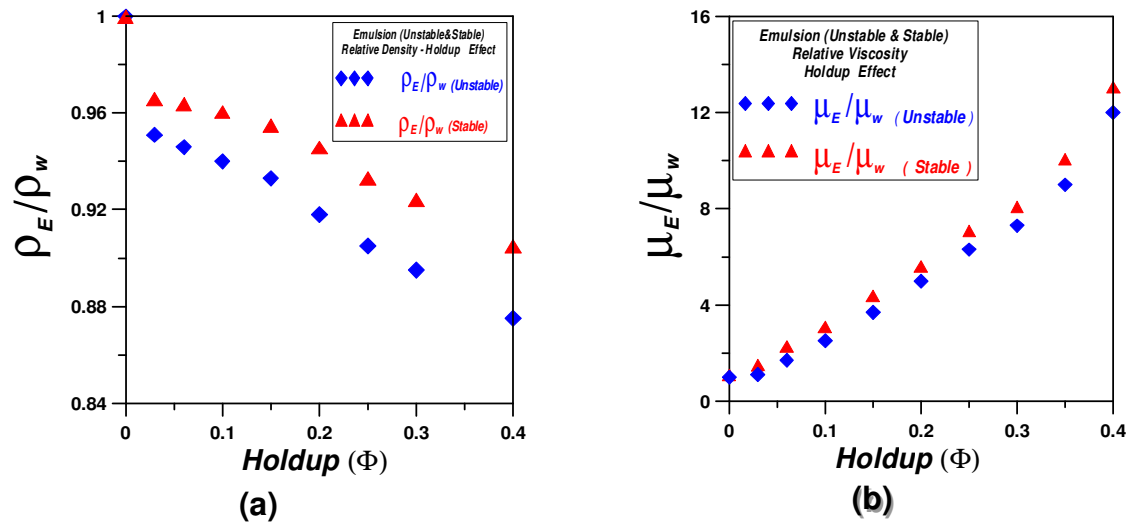 1
0.96
0.92
0.88
0.84
ρE/ρw
Emulsion (Unstable&Stable)
Relative Density - Holdup Effect
ρE/ρw (Unstable)
ρE/ρw (Stable)
0 0.1 0.2 0.3 0.4
Holdup (Φ)
(a)
16
12
8
4
0
μE/μw
Emulsion (Unstable & Stable)
Relative Viscosity
Holdup Effect
μE/μw ( Unstable )
μE/μw ( Stable )
0 0.1 0.2 0.3 0.4
Holdup (Φ)
(b)